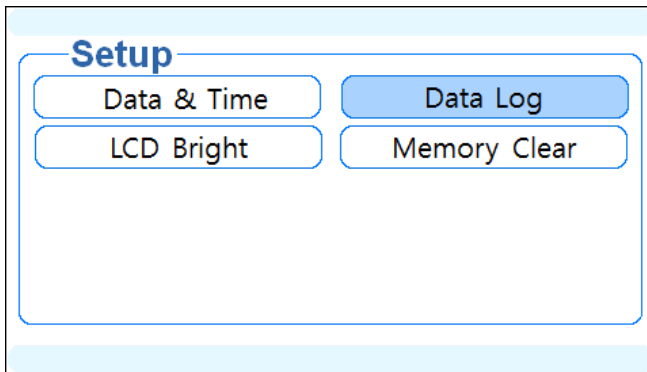 Setup
Data & Time
Data Log
LCD Bright
Memory Clear